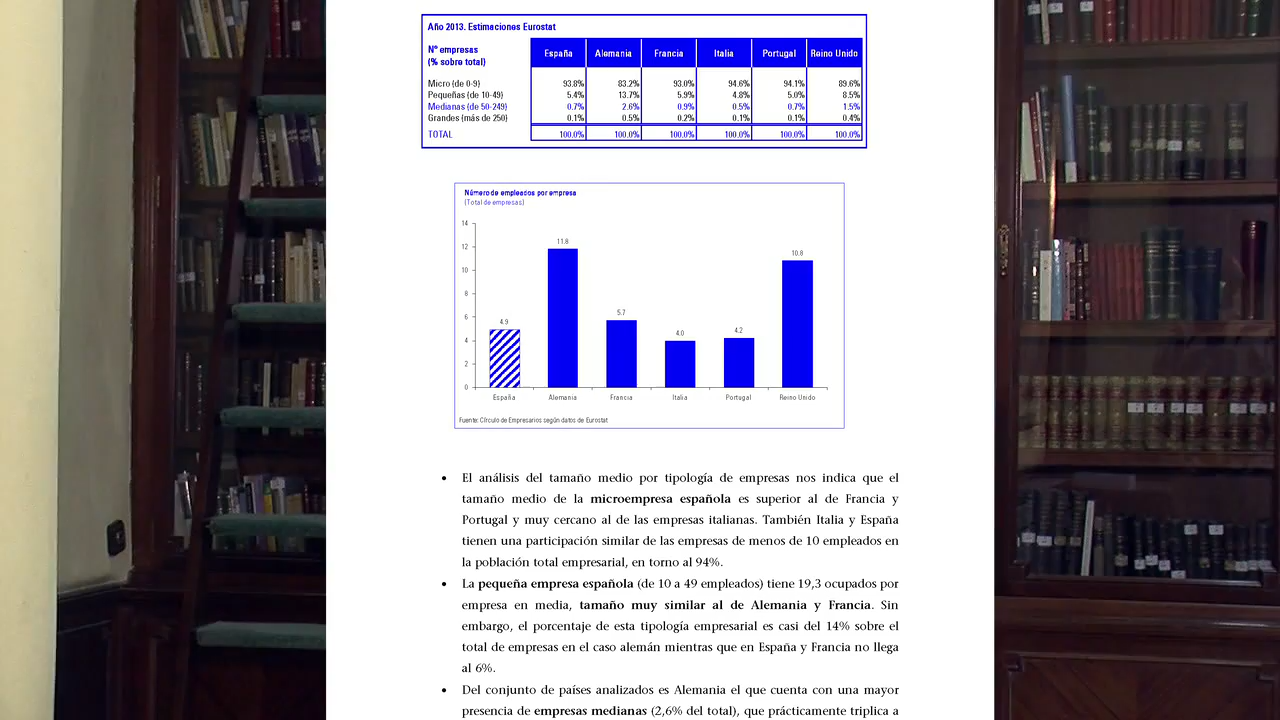 Año 2013. Estimaciones Eurostat
Nº empresas
(% sobre total)
España Alemania Francia Italia Portugal Reino Unido
Micro (de 0-9) 93.8% 83.2% 93.0% 94.6% 94.1% 89.6%
Pequeñas (de 10-49) 5.4% 13.7% 5.9% 4.8% 5.0% 8.5%
Medianas (de 50-249) 0.7% 2.6% 0.9% 0.5% 0.7% 1.5%
Grandes (más de 250) 0.1% 0.5% 0.2% 0.1% 0.1% 0.4%
TOTAL 100.0% 100.0% 100.0% 100.0% 100.0% 100.0%
Número de empleados por empresa
(Total de empresas)
14
12
10
8
6
4
2
0
4.9
11.8
5.7
4.0
4.2
10.8
España Alemania Francia Italia Portugal Reino Unido
Fuente: Círculo de Empresarios según datos de Eurostat
• El análisis del tamaño medio por tipología de empresas nos indica que el
tamaño medio de la microempresa española es superior al de Francia y
Portugal y muy cercano al de las empresas italianas. También Italia y España
tienen una participación similar de las empresas de menos de 10 empleados en
la población total empresarial, en torno al 94%.
• La pequeña empresa española (de 10 a 49 empleados) tiene 19,3 ocupados por
empresa en media, tamaño muy similar al de Alemania y Francia. Sin
embargo, el porcentaje de esta tipología empresarial es casi del 14% sobre el
total de empresas en el caso alemán mientras que en España y Francia no llega
al 6%.
• Del conjunto de países analizados es Alemania el que cuenta con una mayor
presencia de empresas medianas (2,6% del total), que prácticamente triplica a